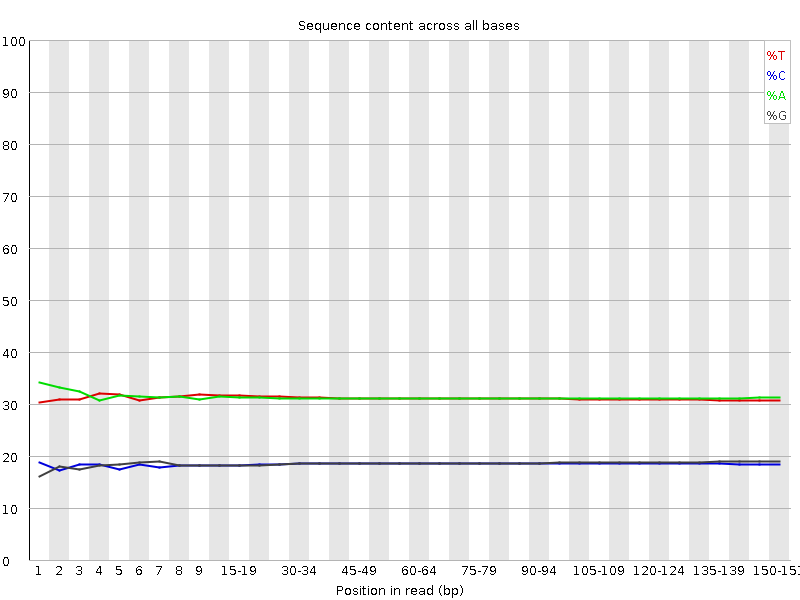 Sequence content across all bases
100
90
80
70
60
50
40
30
20
10
0
%T
%C
%A
%G
1 2 3 4 5 6 7 8 9 15-19 30-34 45-49 60-64 75-79 90-94 105-109 120-124 135-139 150-151
Position in read (bp)